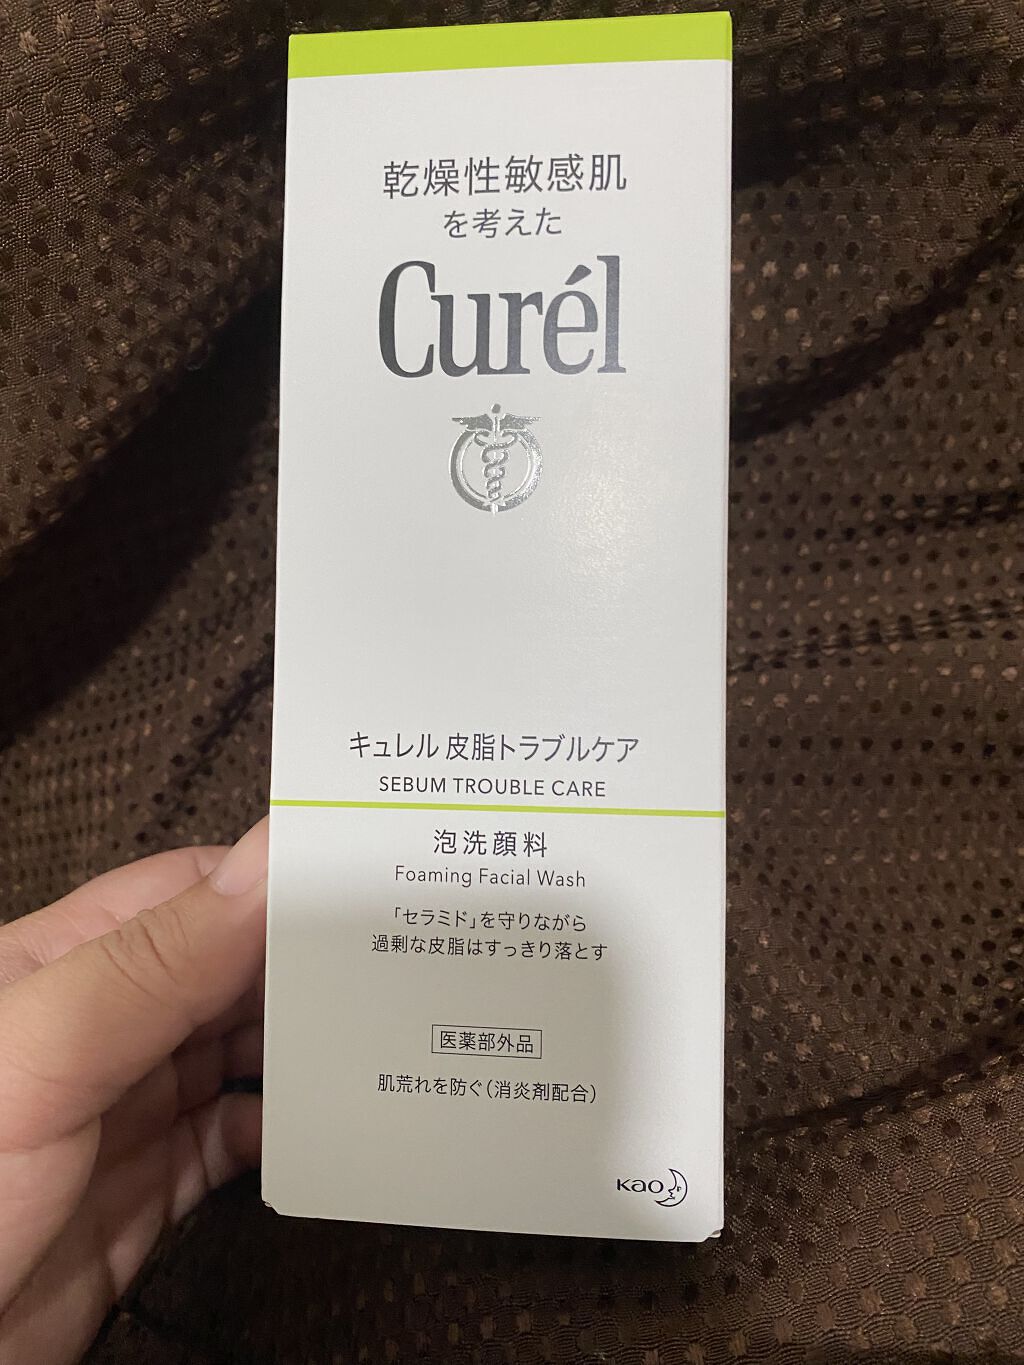 乾燥性敏感肌
を考えた
Curél
キュレル 皮脂トラブルケア
SEBUM TROUBLE CARE
泡洗顔料
Foaming Facial Wash
「セラミド」を守りながら
過剰な皮脂はすっきり落とす
医薬部外品
肌荒れを防ぐ（消炎剤配合）
Kao